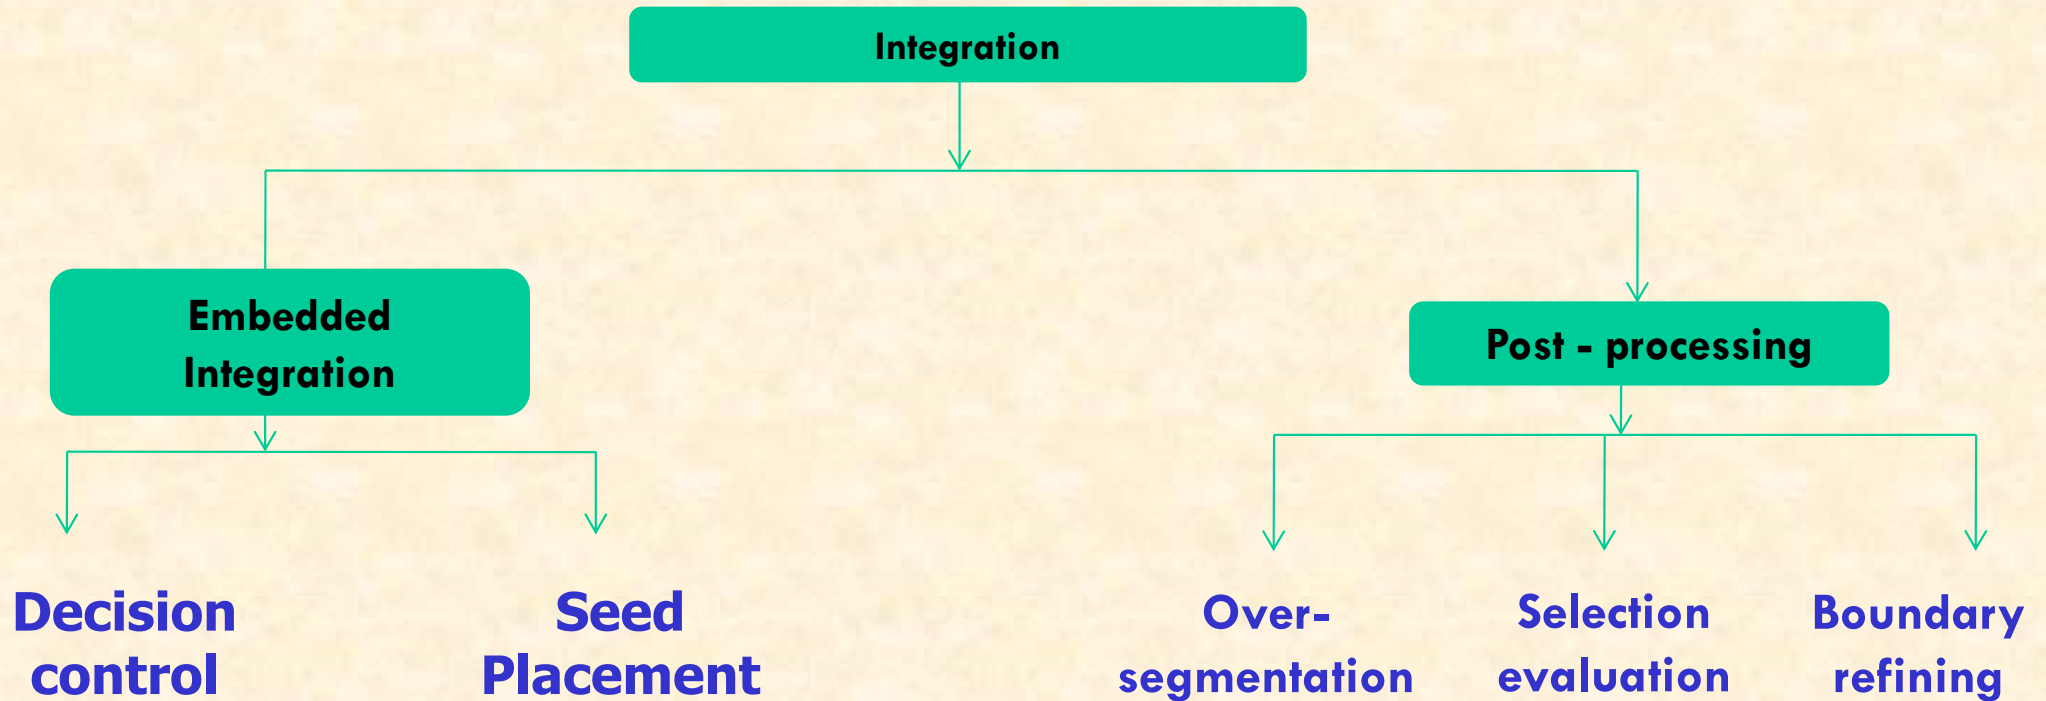 Integration
Embedded
Integration
Post - processing
Decision
control
Seed
Placement
Over-
segmentation
Selection
evaluation
Boundary
refining